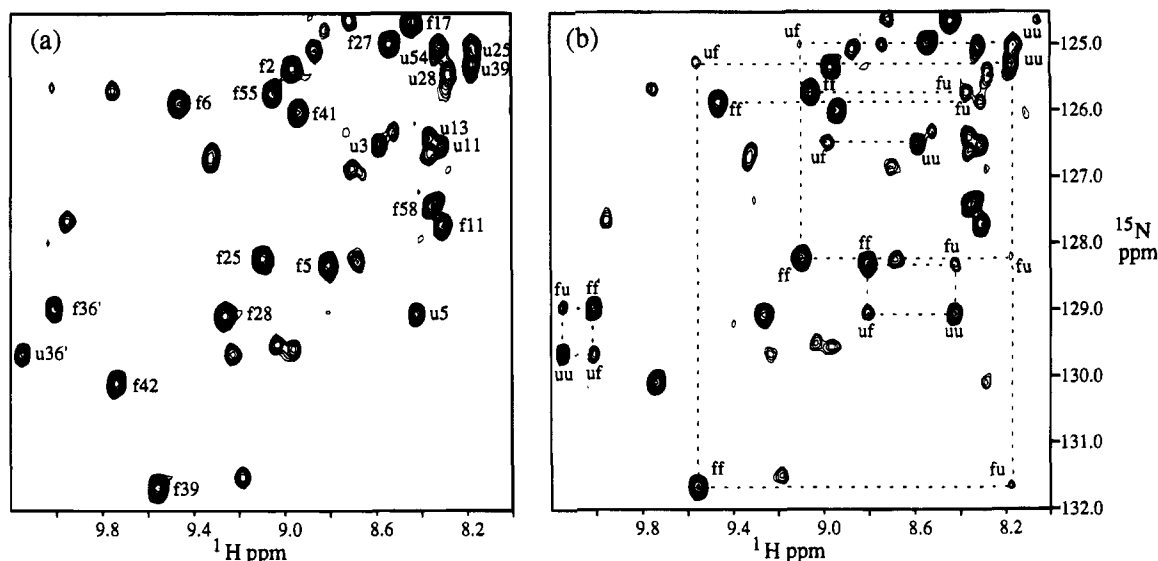 (a)
f17
f27
u54
u25
u39
f2
u28
f55
f6
f41
u13
u3
u11
f58
f11
f25
f5
f36'
f28
u5
u36'
f42
f39
9.8
9.4
9.0
8.6
8.2
¹H ppm
(b)
uu
uf
uu
125.0
ff
fu
126.0
ff
fu
uf
uu
127.0
¹⁵N
ppm
128.0
ff
fu
ff
fu
fu
ff
129.0
uf
uu
uu
uf
130.0
131.0
ff
fu
132.0
9.8
9.4
9.0
8.6
8.2
¹H ppm